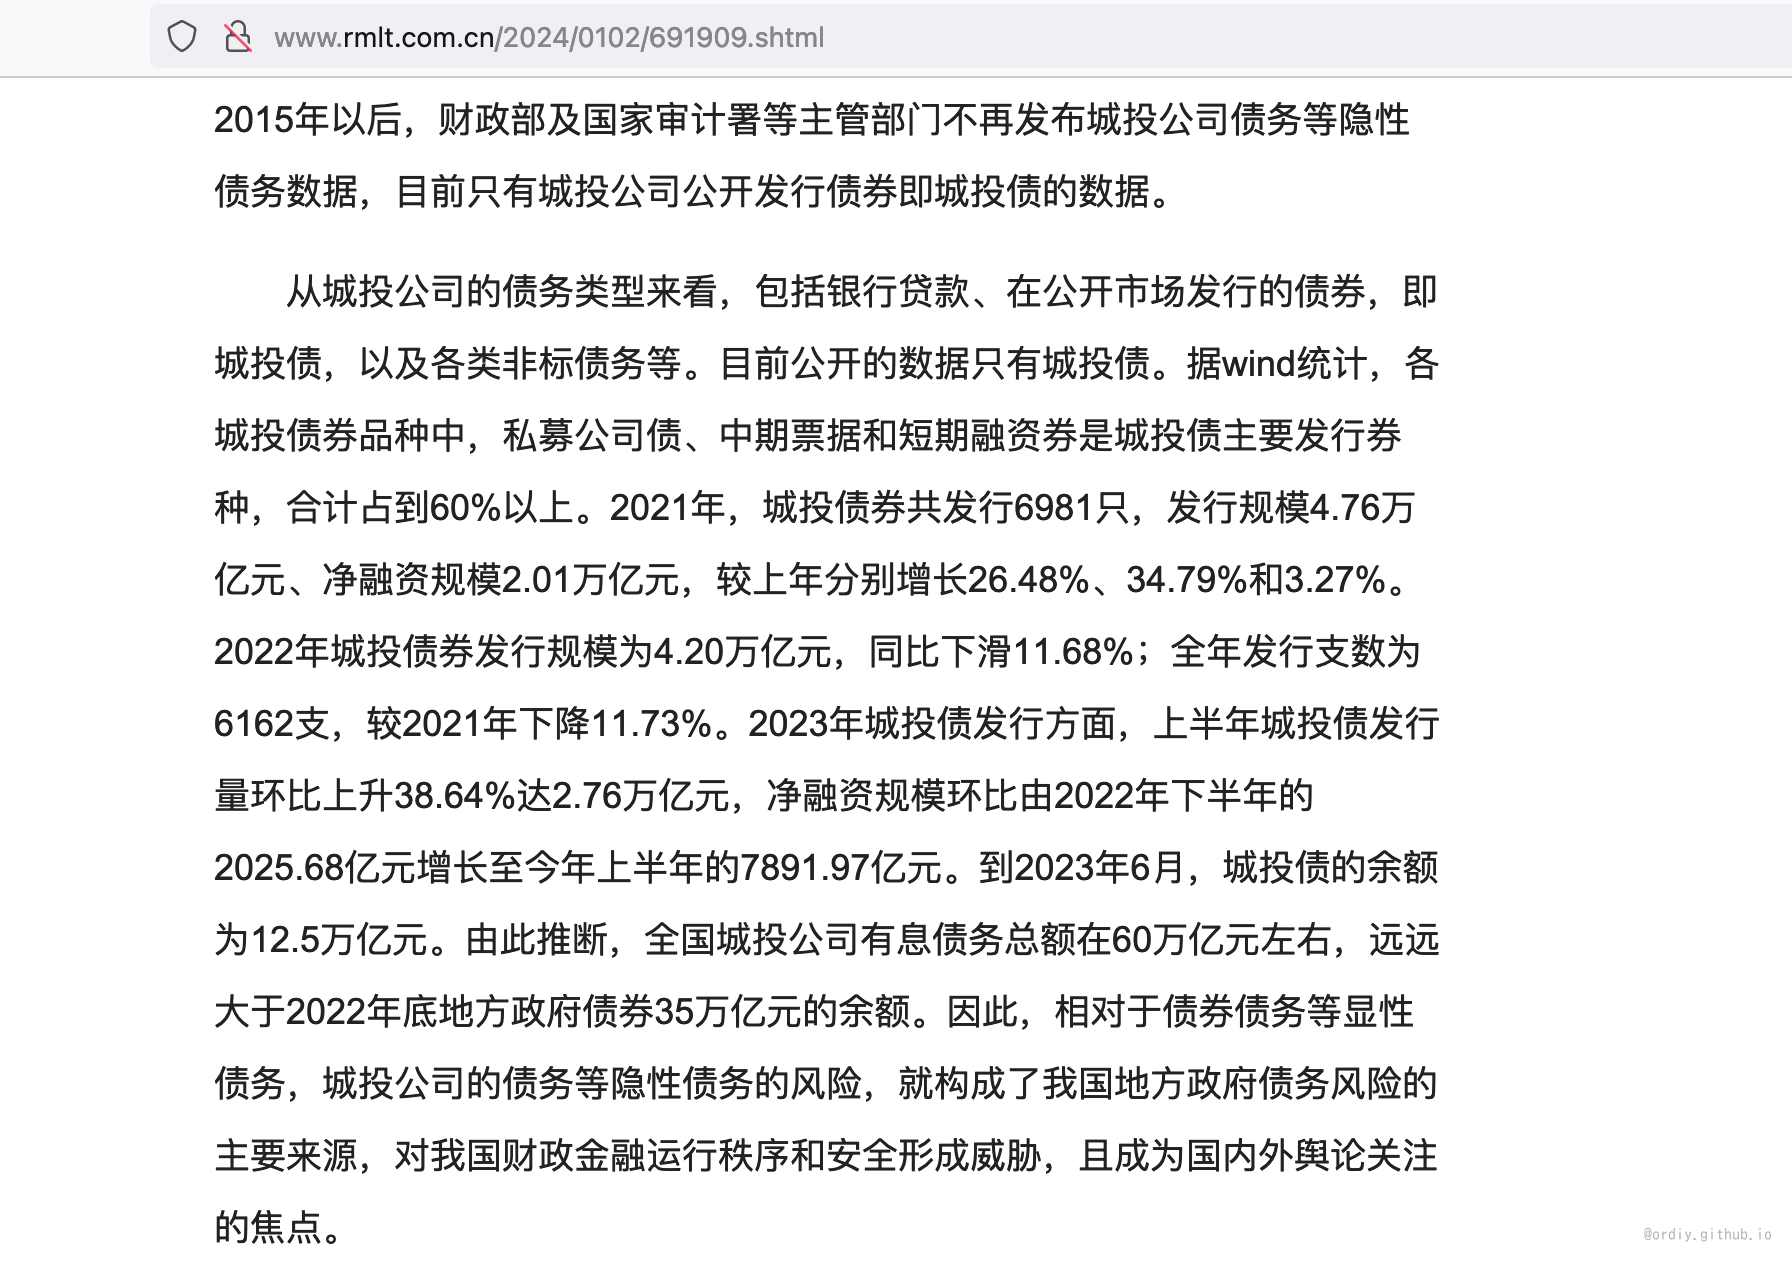 www.rmlt.com.cn/2024/0102/691909.shtml
2015年以后，财政部及国家审计署等主管部门不再发布城投公司债务等隐性
债务数据，目前只有城投公司公开发行债券即城投债的数据。
从城投公司的债务类型来看，包括银行贷款、在公开市场发行的债券，即
城投债，以及各类非标债务等。目前公开的数据只有城投债。据wind统计，各
城投债券品种中，私募公司债、中期票据和短期融资券是城投债主要发行券
种，合计占到60%以上。2021年，城投债券共发行6981只，发行规模4.76万
亿元、净融资规模2.01万亿元，较上年分别增长26.48%、34.79%和3.27%。
2022年城投债券发行规模为4.20万亿元，同比下滑11.68%；全年发行支数为
6162支，较2021年下降11.73%。2023年城投债发行方面，上半年城投债发行
量环比上升38.64%达2.76万亿元，净融资规模环比由2022年下半年的
2025.68亿元增长至今年上半年的7891.97亿元。到2023年6月，城投债的余额
为12.5万亿元。由此推断，全国城投公司有息债务总额在60万亿元左右，远远
大于2022年底地方政府债券35万亿元的余额。因此，相对于债券债务等显性
债务，城投公司的债务等隐性债务的风险，就构成了我国地方政府债务风险的
主要来源，对我国财政金融运行秩序和安全形成威胁，且成为国内外舆论关注
的焦点。
@ordiy.github.io